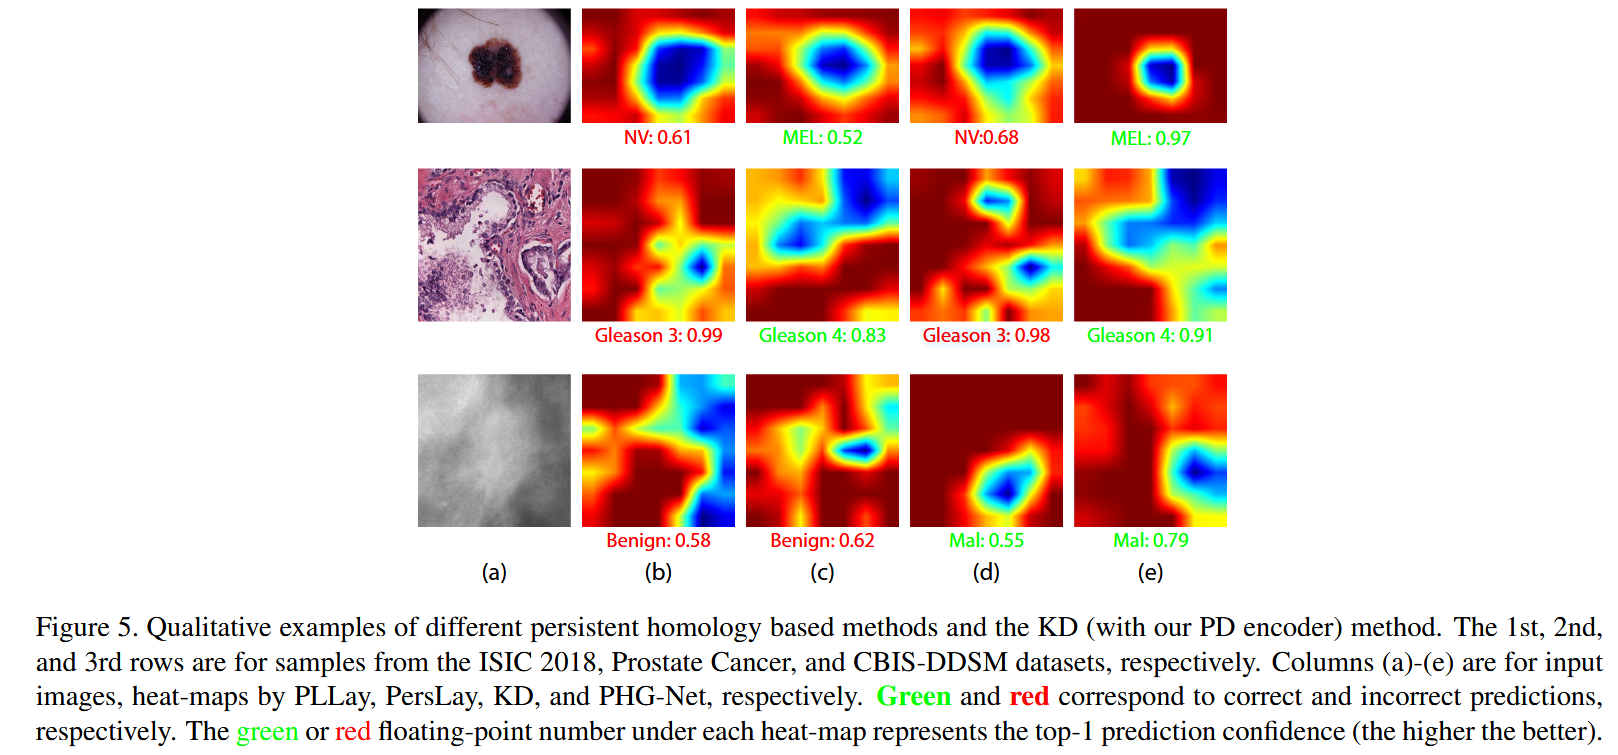 NV: 0.61 MEL: 0.52 NV:0.68 MEL: 0.97
Gleason 3: 0.99 Gleason 4: 0.83 Gleason 3: 0.98 Gleason 4: 0.91
Benign: 0.58 Benign: 0.62 Mal: 0.55 Mal: 0.79
(a) (b) (c) (d) (e)
Figure 5. Qualitative examples of different persistent homology based methods and the KD (with our PD encoder) method. The 1st, 2nd,
and 3rd rows are for samples from the ISIC 2018, Prostate Cancer, and CBIS-DDSM datasets, respectively. Columns (a)-(e) are for input
images, heat-maps by PLLay, PersLay, KD, and PHG-Net, respectively. Green and red correspond to correct and incorrect predictions,
respectively. The green or red floating-point number under each heat-map represents the top-1 prediction confidence (the higher the better).